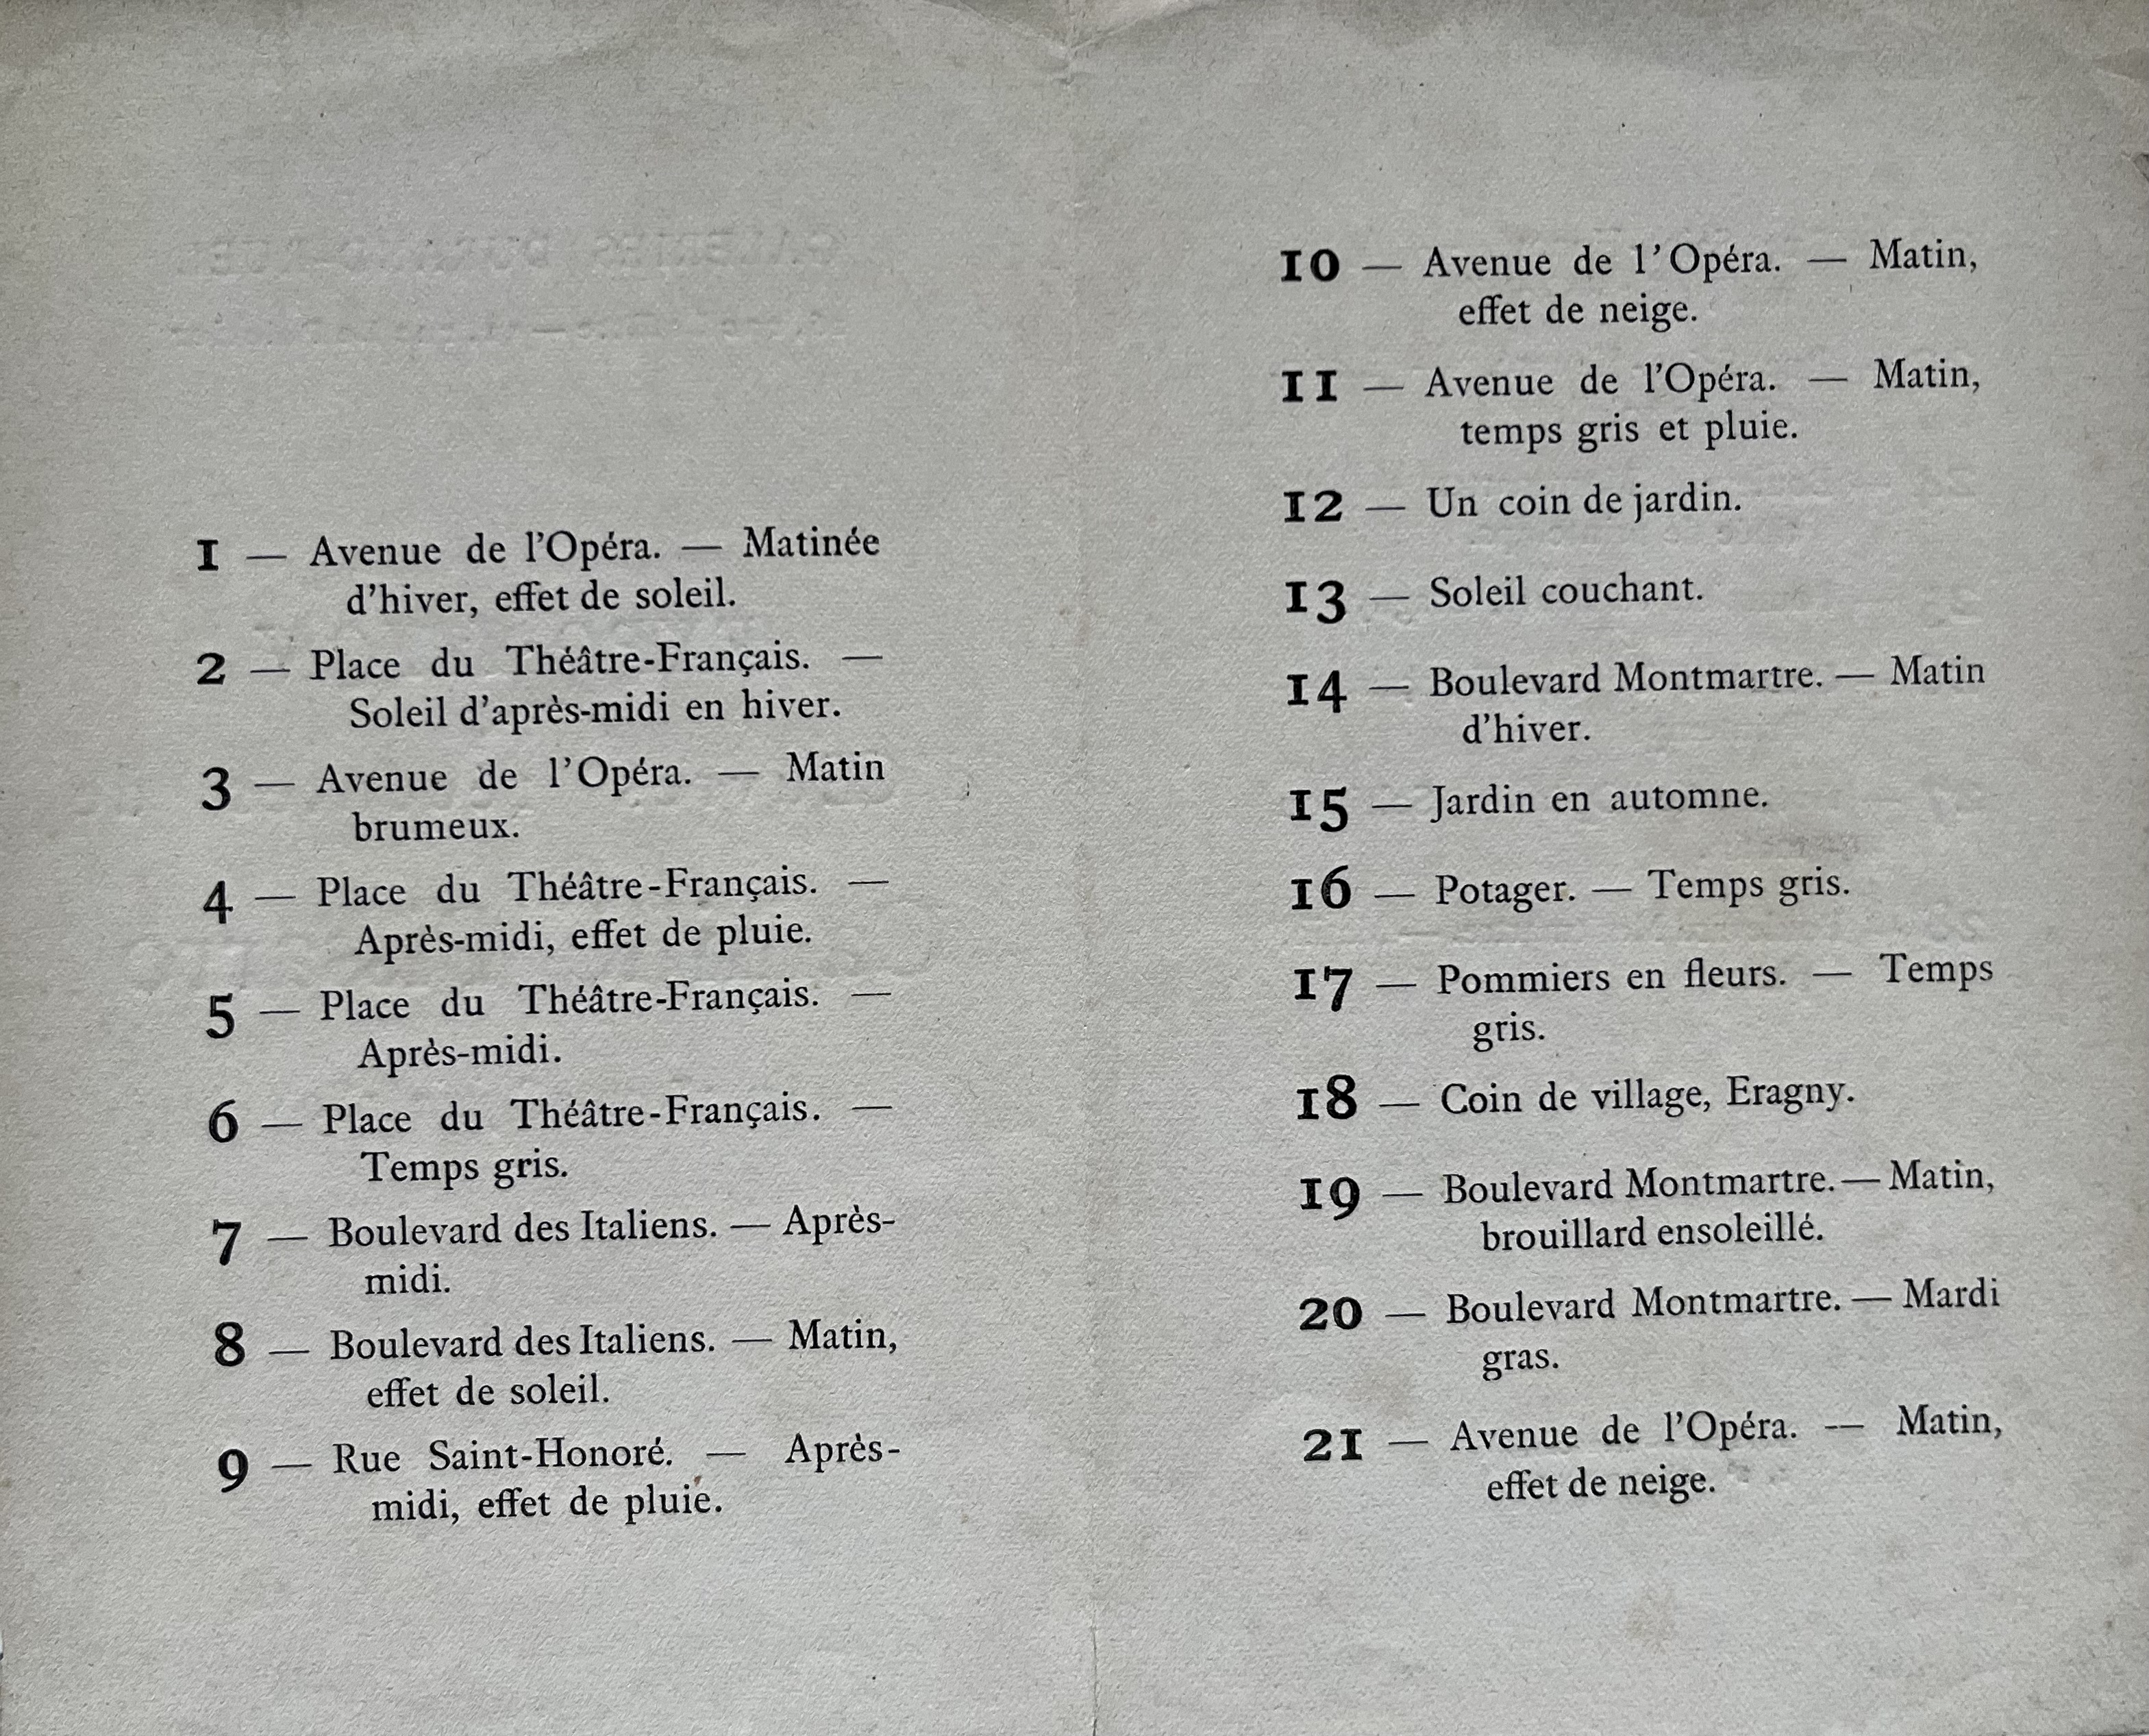 1 — Avenue de l'Opéra. — Matinée
d'hiver, effet de soleil.
2 — Place du Théâtre-Français. —
Soleil d'après-midi en hiver.
3 — Avenue de l'Opéra. — Matin
brumeux.
4 — Place du Théâtre-Français. —
Après-midi, effet de pluie.
5 — Place du Théâtre-Français. —
Après-midi.
6 — Place du Théâtre-Français. —
Temps gris.
7 — Boulevard des Italiens. — Après-
midi.
8 — Boulevard des Italiens. — Matin,
effet de soleil.
9 — Rue Saint-Honoré. — Après-
midi, effet de pluie.
10 — Avenue de l'Opéra. — Matin,
effet de neige.
11 — Avenue de l'Opéra. — Matin,
temps gris et pluie.
12 — Un coin de jardin.
13 — Soleil couchant.
14 — Boulevard Montmartre. — Matin
d'hiver.
15 — Jardin en automne.
16 — Potager. — Temps gris.
17 — Pommiers en fleurs. — Temps
gris.
18 — Coin de village, Eragny.
19 — Boulevard Montmartre. — Matin,
brouillard ensoleillé.
20 — Boulevard Montmartre. — Mardi
gras.
21 — Avenue de l'Opéra. — Matin,
effet de neige.